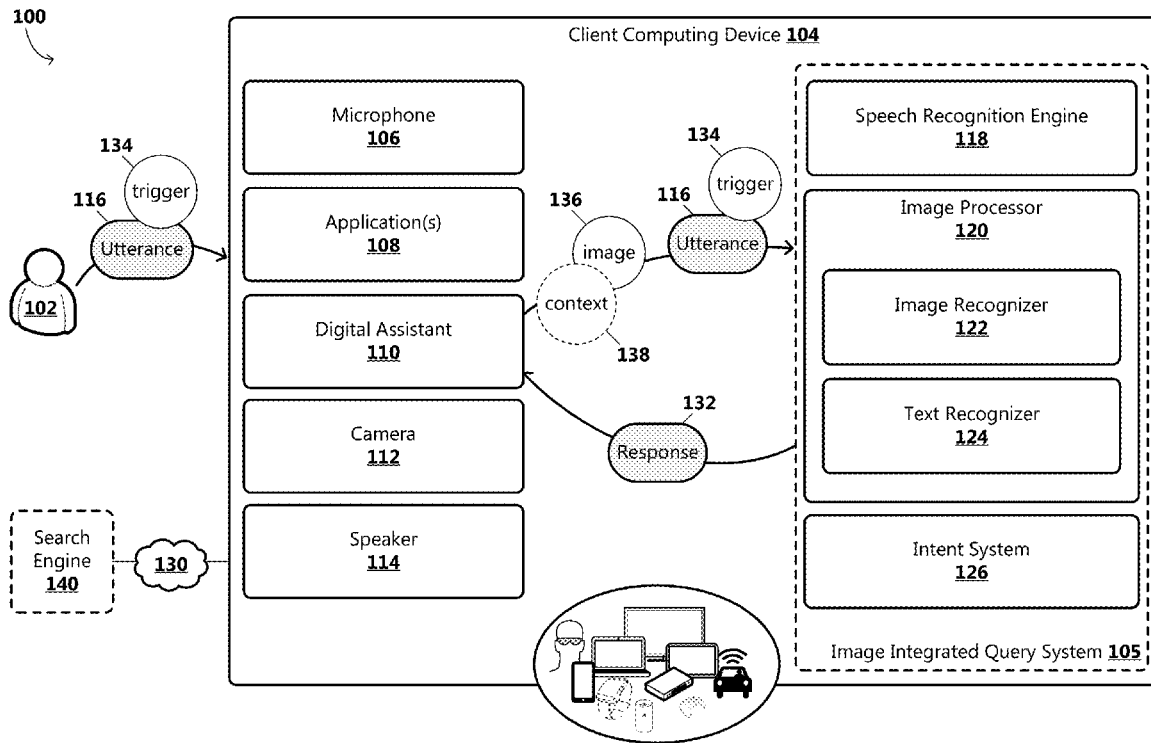 100
Client Computing Device 104
Microphone
106
Application(s)
108
Digital Assistant
110
Camera
112
Speaker
114
134
trigger
116
Utterance
102
Search
Engine
140
130
136
image
context
138
134
trigger
116
Utterance
132
Response
Speech Recognition Engine
118
Image Processor
120
Image Recognizer
122
Text Recognizer
124
Intent System
126
Image Integrated Query System 105